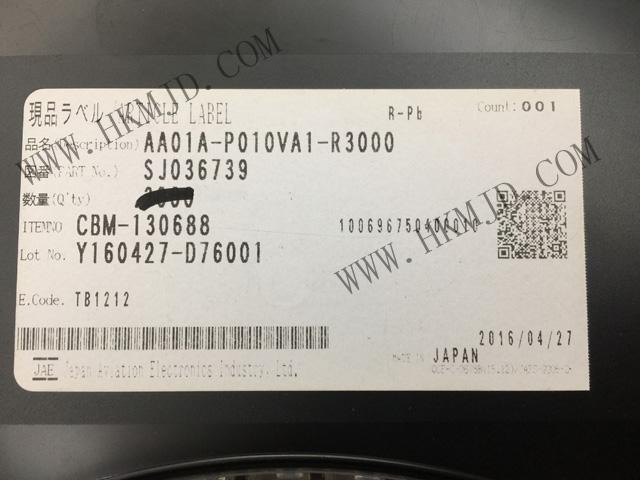 現品ラベル ARTICLE LABEL
R-Pb
Count: 001
品名(Description) AA01A-P010VA1-R3000
図番(PART No.) SJ036739
数量(Q'ty)
ITEMNO CBM-130688
Lot No. Y160427-D76001
E.Code. TB1212
2016/04/27
MADE IN JAPAN
JAE Japan Aviation Electronics Industry, Ltd.
WWW.HKMJD.COM
WWW.HKMJD.COM
WWW.HKMJD.COM